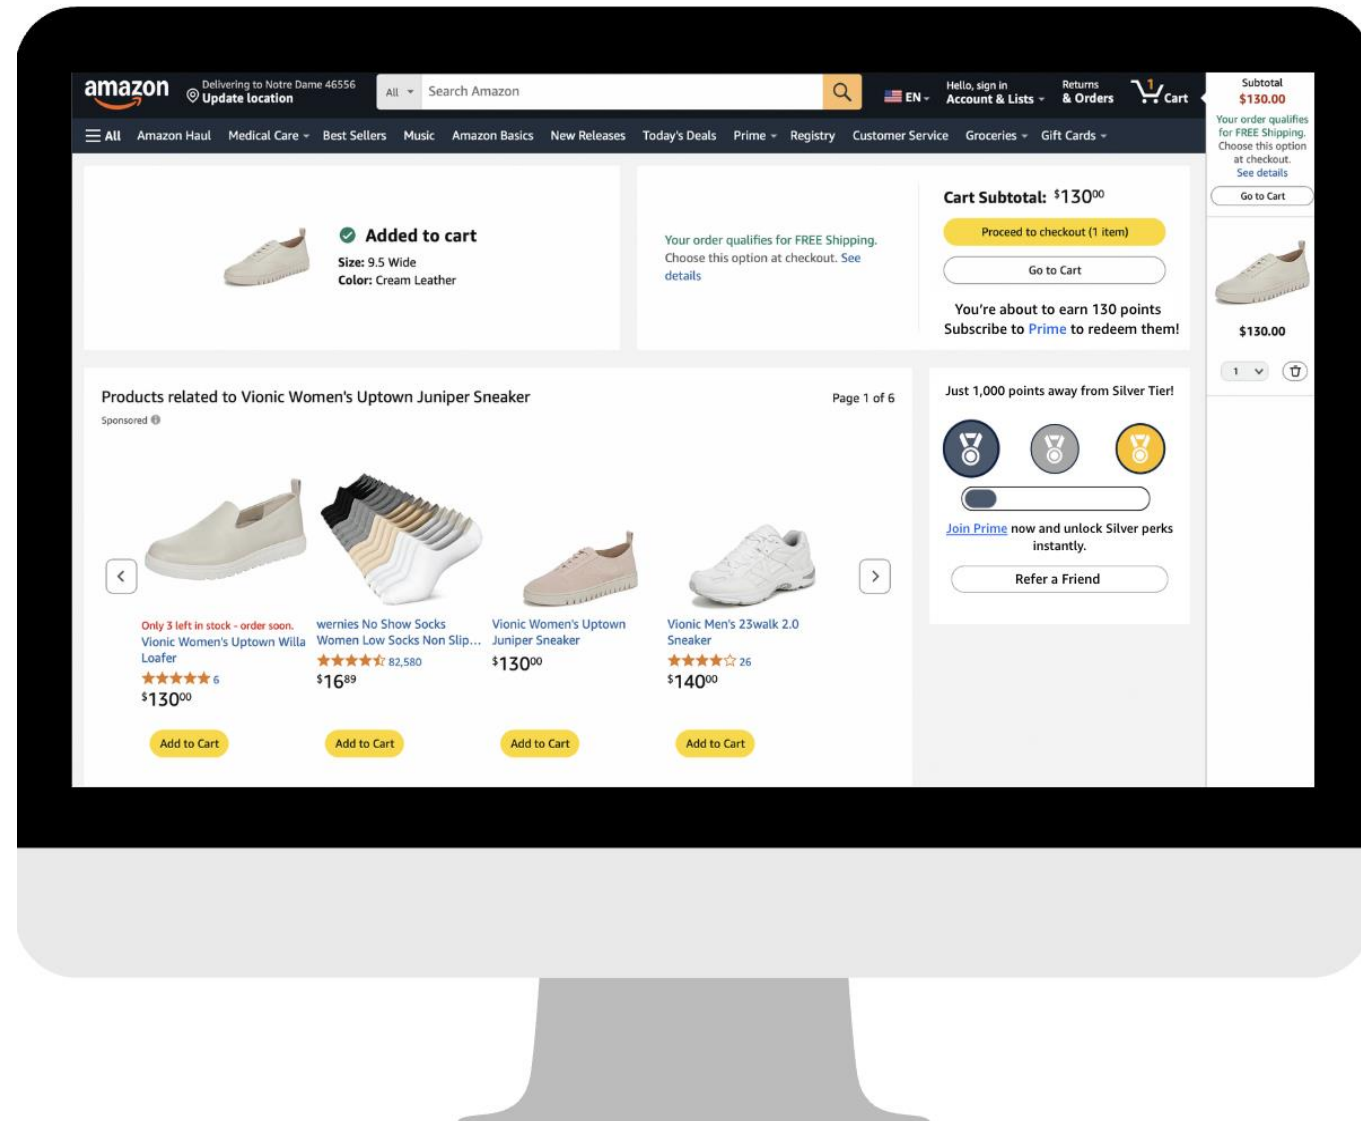 amazon
Delivering to Notre Dame 46556
Update location
All
Search Amazon
EN
Hello, sign in
Account & Lists
Returns
& Orders
1
Cart
All
Amazon Haul
Medical Care
Best Sellers
Music
Amazon Basics
New Releases
Today's Deals
Prime
Registry
Customer Service
Groceries
Gift Cards
Added to cart
Size: 9.5 Wide
Color: Cream Leather
Your order qualifies for FREE Shipping.
Choose this option at checkout. See
details
Cart Subtotal: $13000
Proceed to checkout (1 item)
Go to Cart
You're about to earn 130 points
Subscribe to Prime to redeem them!
Subtotal
$130.00
Your order qualifies
for FREE Shipping.
Choose this option
at checkout.
See details
Go to Cart
$130.00
1
Products related to Vionic Women's Uptown Juniper Sneaker
Page 1 of 6
Sponsored
Only 3 left in stock - order soon.
Vionic Women's Uptown Willa
Loafer
6
$13000
Add to Cart
wernies No Show Socks
Women Low Socks Non Slip...
82,580
$1689
Add to Cart
Vionic Women's Uptown
Juniper Sneaker
$13000
Add to Cart
Vionic Men's 23walk 2.0
Sneaker
26
$14000
Add to Cart
Just 1,000 points away from Silver Tier!
Join Prime now and unlock Silver perks
instantly.
Refer a Friend